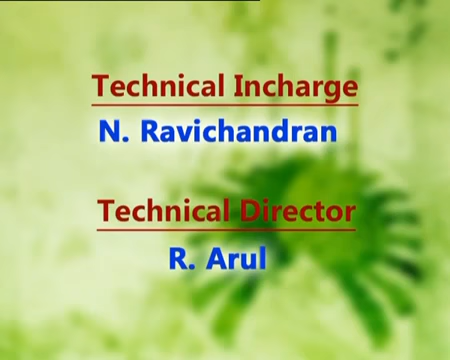 Technical Incharge
N. Ravichandran
Technical Director
R. Arul